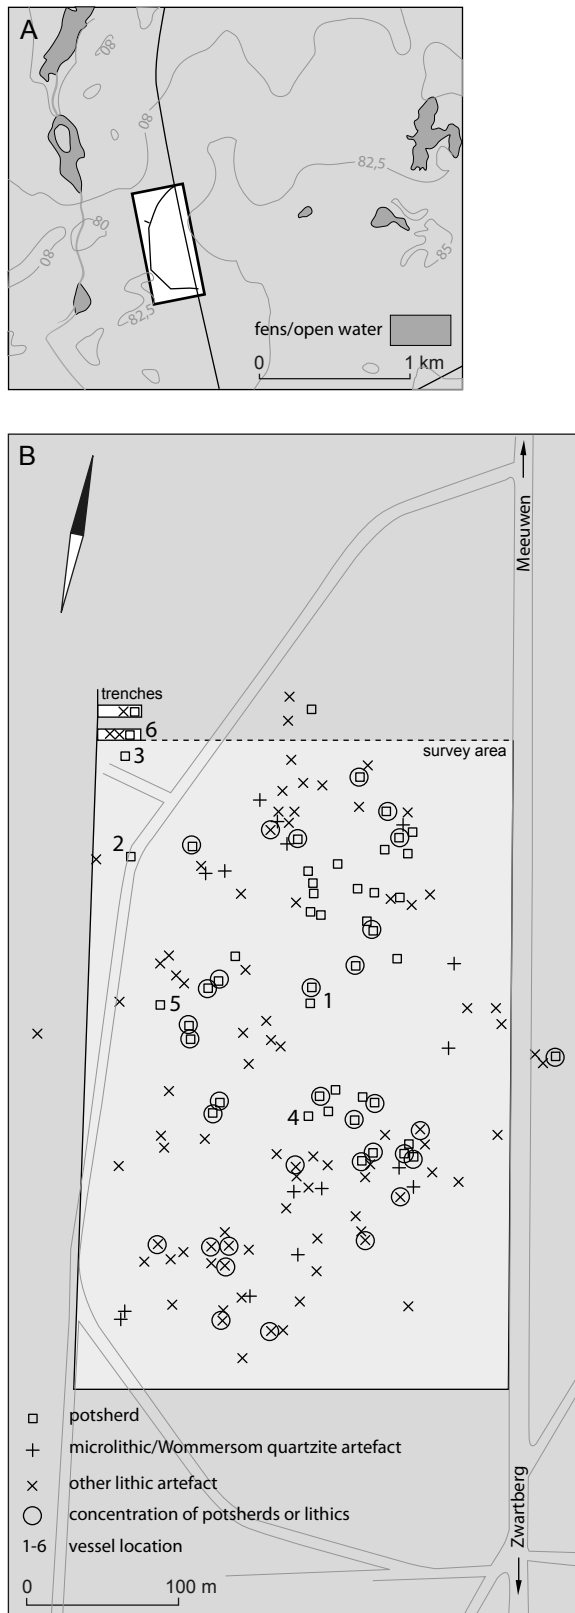 A
80
80
82,5
80
85
80
82,5
fens/open water
0 1 km
B
Meeuwen
trenches
6
survey area
3
2
5
1
4
potsherd
microlithic/Wommersom quartzite artefact
other lithic artefact
concentration of potsherds or lithics
1-6 vessel location
Zwartberg
0 100 m